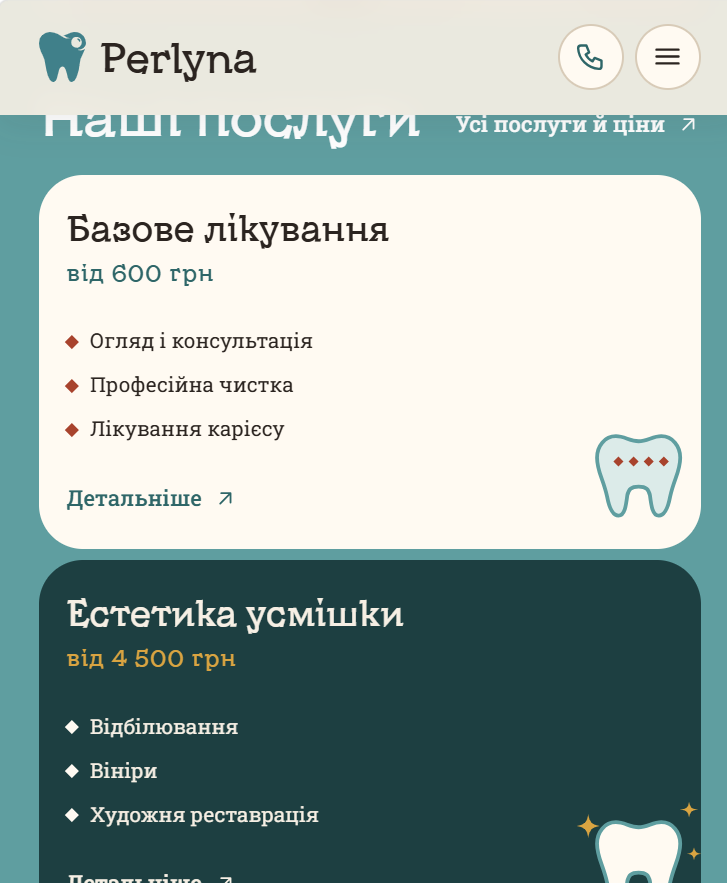 Perlyna
Наші послуги
Усі послуги й ціни
Базове лікування
від 600 грн
Огляд і консультація
Професійна чистка
Лікування карієсу
Детальніше
Естетика усмішки
від 4 500 грн
Відбілювання
Вініри
Художня реставрація
Детальніше